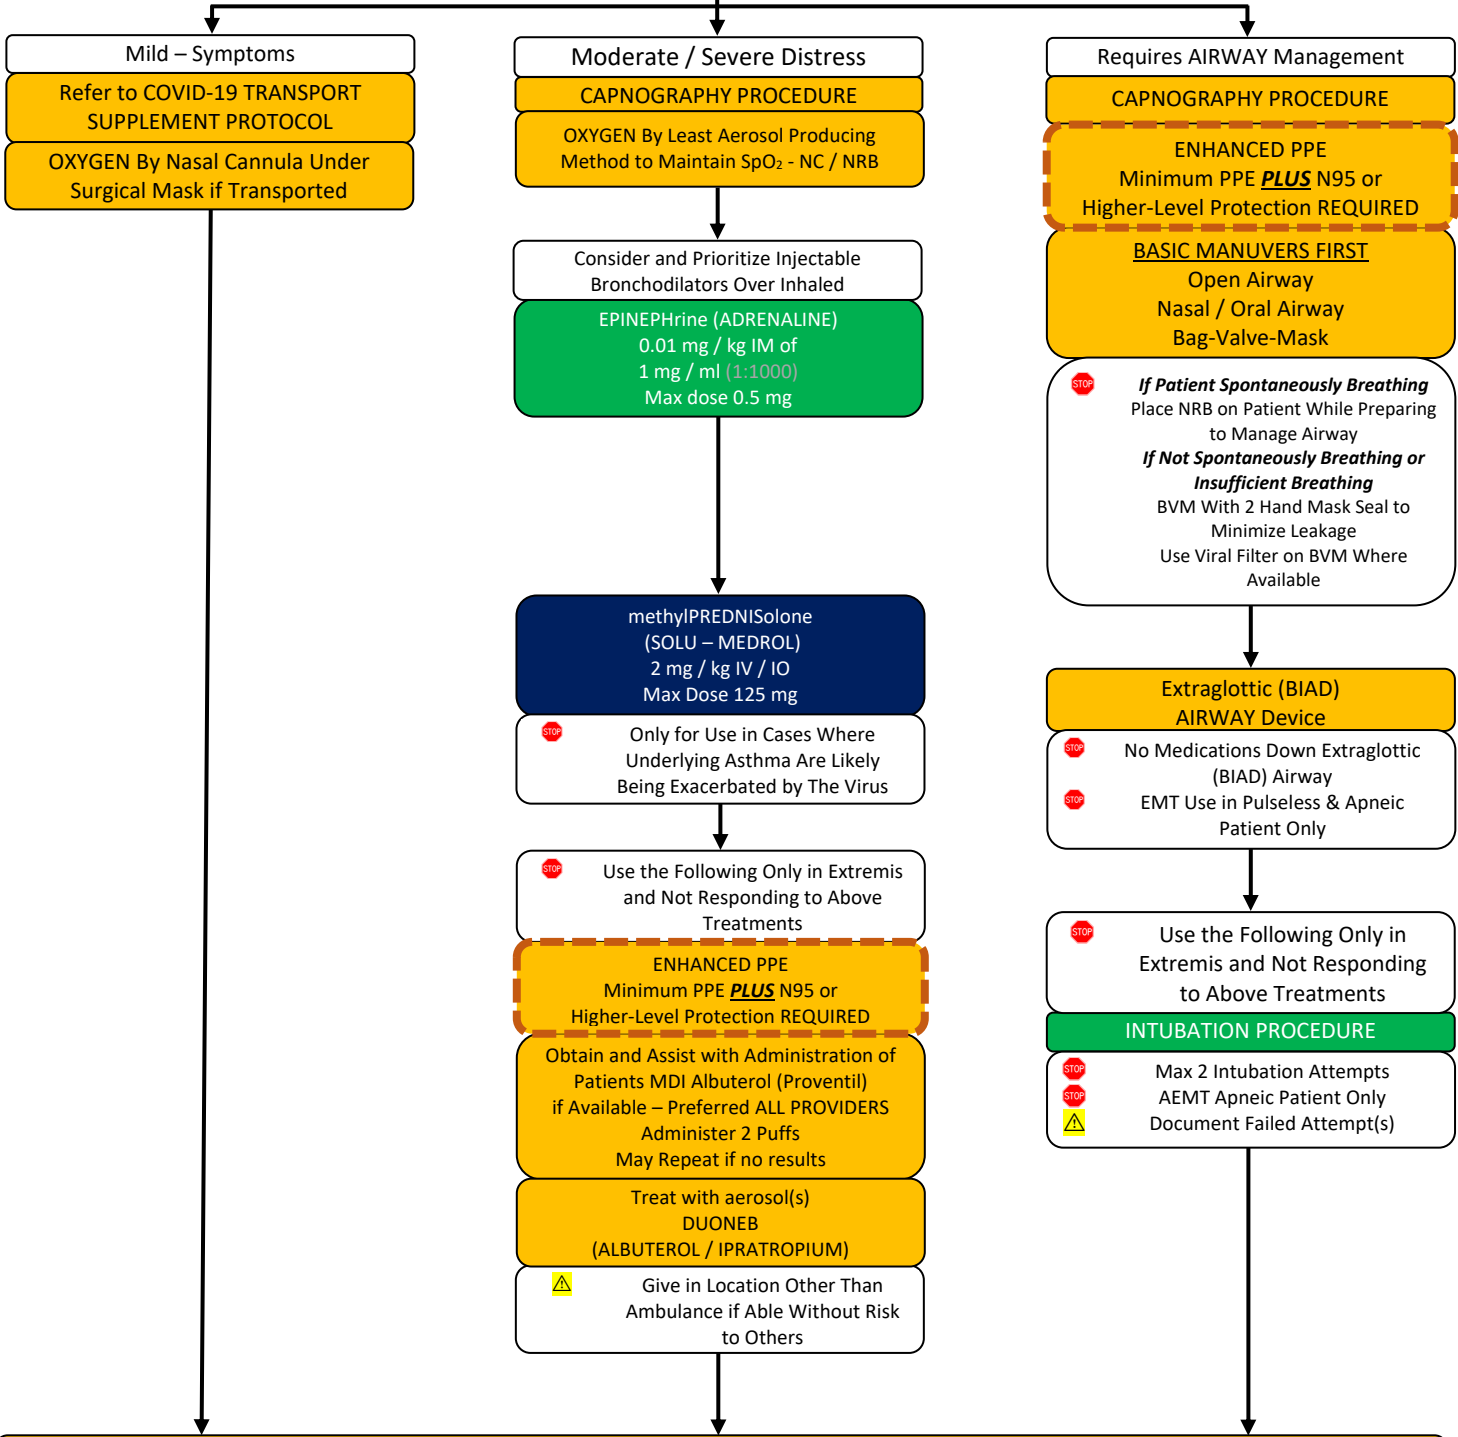 Mild – Symptoms
Refer to COVID-19 TRANSPORT
SUPPLEMENT PROTOCOL
OXYGEN By Nasal Cannula Under
Surgical Mask if Transported
Moderate / Severe Distress
CAPNOGRAPHY PROCEDURE
OXYGEN By Least Aerosol Producing
Method to Maintain SpO₂ - NC / NRB
Consider and Prioritize Injectable
Bronchodilators Over Inhaled
EPINEPHrine (ADRENALINE)
0.01 mg / kg IM of
1 mg / ml (1:1000)
Max dose 0.5 mg
methylPREDNISolone
(SOLU – MEDROL)
2 mg / kg IV / IO
Max Dose 125 mg
STOP
Only for Use in Cases Where
Underlying Asthma Are Likely
Being Exacerbated by The Virus
STOP
Use the Following Only in Extremis
and Not Responding to Above
Treatments
ENHANCED PPE
Minimum PPE PLUS N95 or
Higher-Level Protection REQUIRED
Obtain and Assist with Administration of
Patients MDI Albuterol (Proventil)
if Available – Preferred ALL PROVIDERS
Administer 2 Puffs
May Repeat if no results
Treat with aerosol(s)
DUONEB
(ALBUTEROL / IPRATROPIUM)
Give in Location Other Than
Ambulance if Able Without Risk
to Others
Requires AIRWAY Management
CAPNOGRAPHY PROCEDURE
ENHANCED PPE
Minimum PPE PLUS N95 or
Higher-Level Protection REQUIRED
BASIC MANUVERS FIRST
Open Airway
Nasal / Oral Airway
Bag-Valve-Mask
STOP
If Patient Spontaneously Breathing
Place NRB on Patient While Preparing
to Manage Airway
If Not Spontaneously Breathing or
Insufficient Breathing
BVM With 2 Hand Mask Seal to
Minimize Leakage
Use Viral Filter on BVM Where
Available
Extraglottic (BIAD)
AIRWAY Device
STOP
No Medications Down Extraglottic
(BIAD) Airway
STOP
EMT Use in Pulseless & Apneic
Patient Only
STOP
Use the Following Only in
Extremis and Not Responding
to Above Treatments
INTUBATION PROCEDURE
STOP
Max 2 Intubation Attempts
STOP
AEMT Apneic Patient Only
Document Failed Attempt(s)